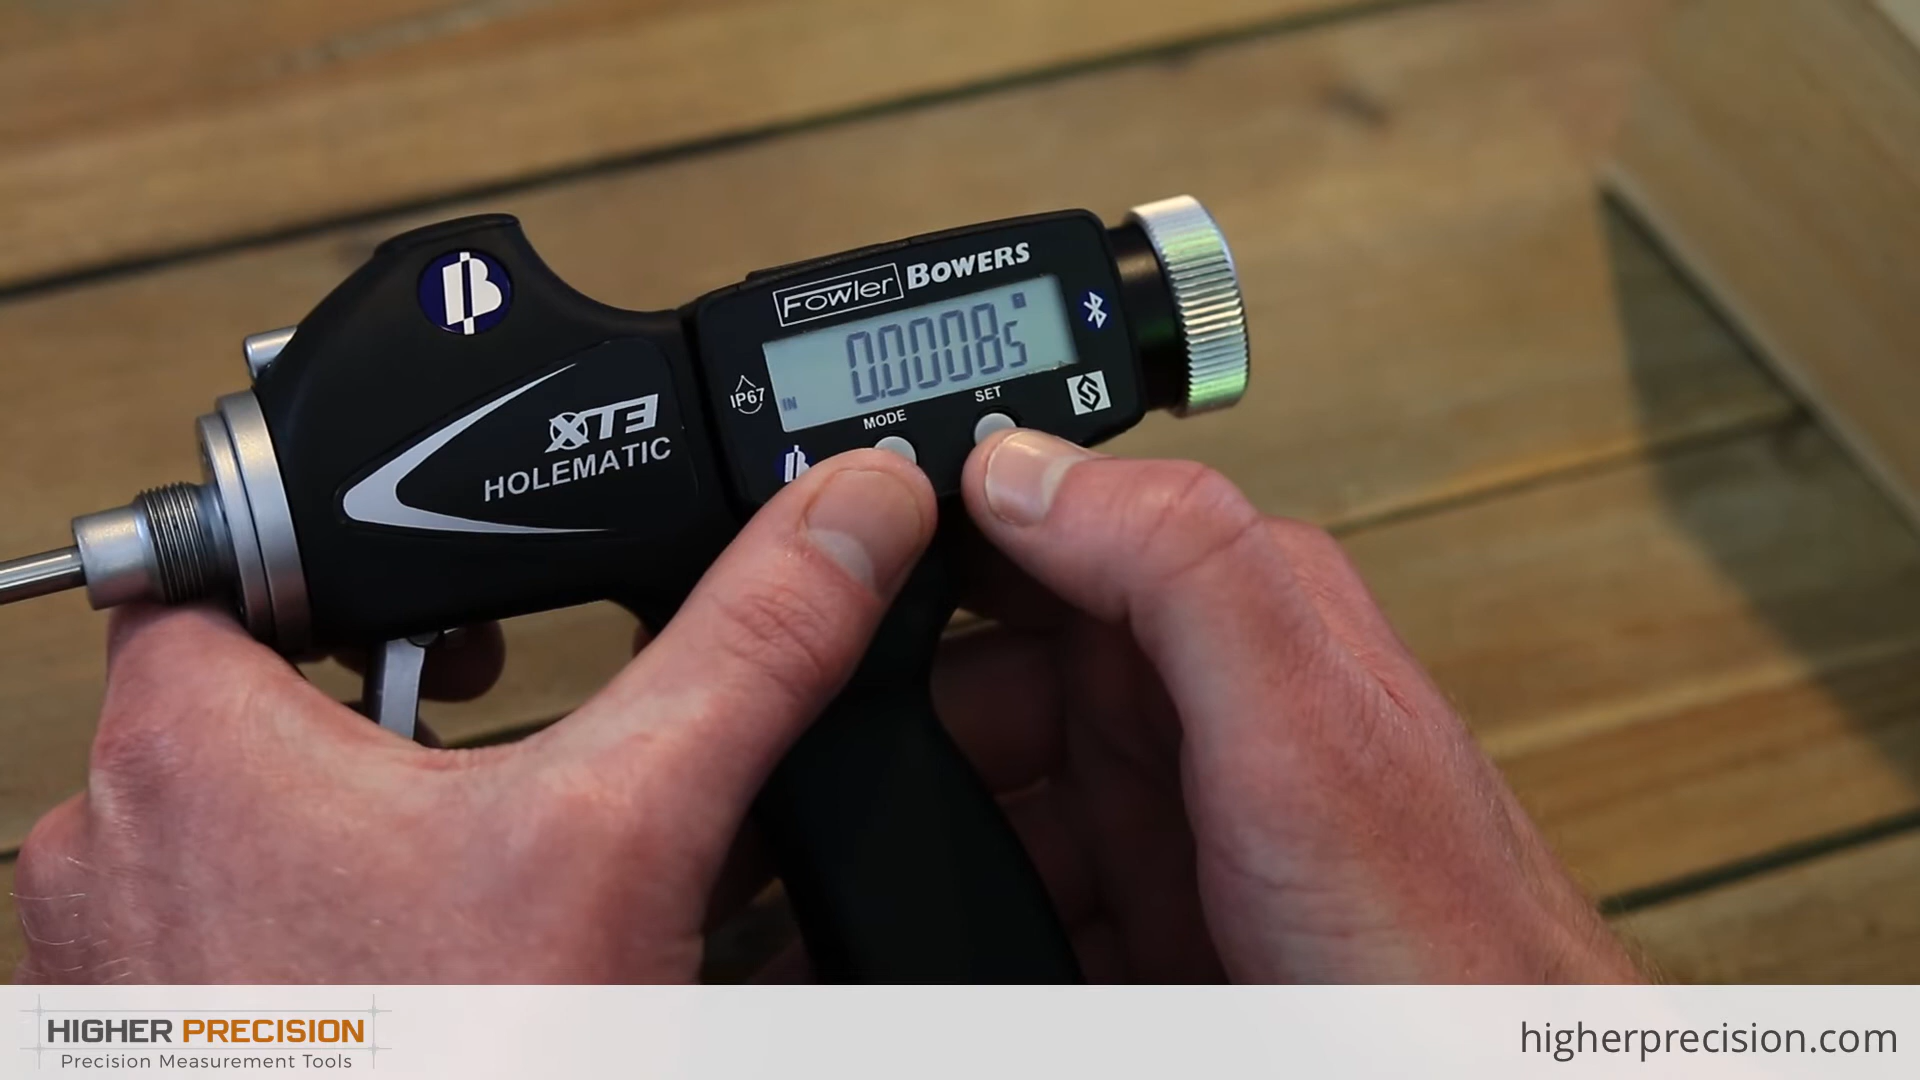 Fowler BOWERS
0.00085
IN
IP67
MODE
SET
XT3
HOLEMATIC
HIGHER PRECISION
Precision Measurement Tools
higherprecision.com